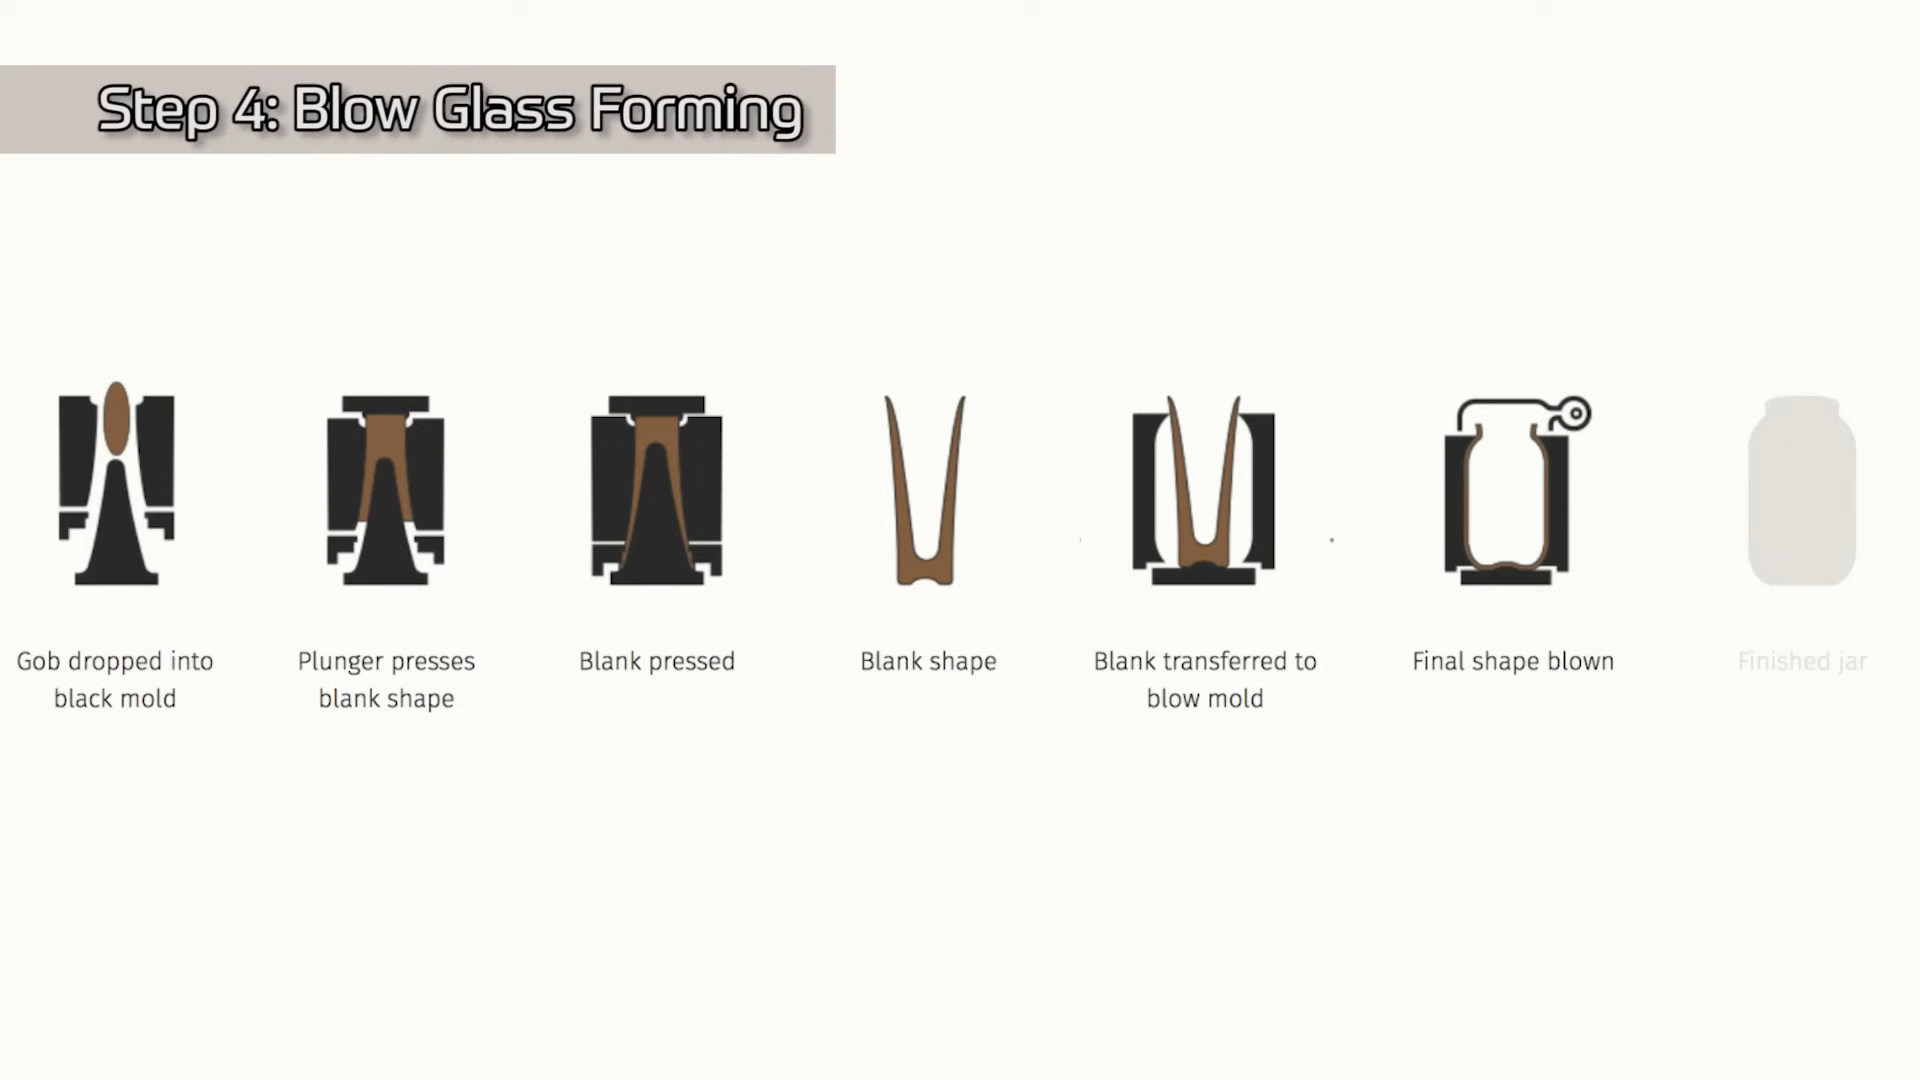 Step 4: Blow Glass Forming
Gob dropped into
black mold
Plunger presses
blank shape
Blank pressed
Blank shape
Blank transferred to
blow mold
Final shape blown
Finished jar